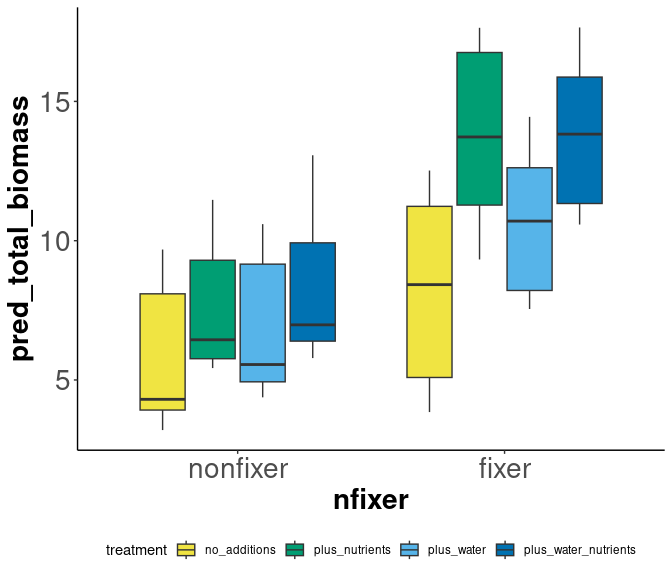 pred_total_biomass
15
10
5
nonfixer fixer
nfixer
treatment no_additions plus_nutrients plus_water plus_water_nutrients